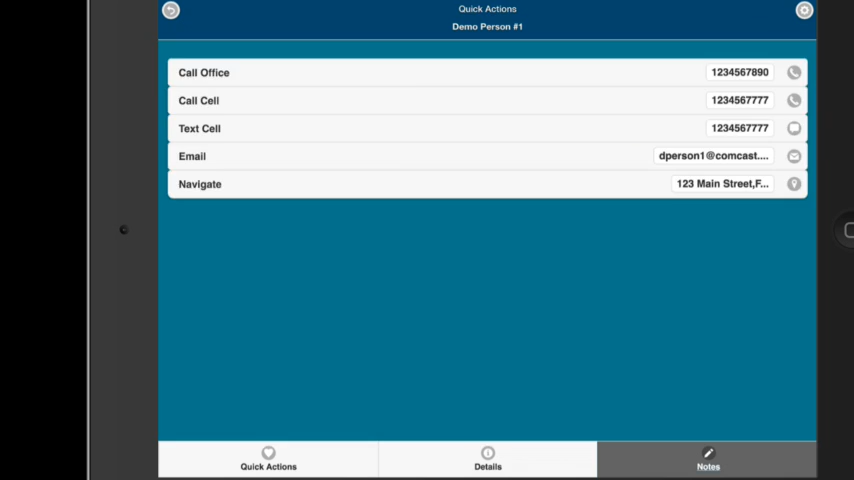 Quick Actions
Demo Person #1
Call Office 1234567890
Call Cell 1234567777
Text Cell 1234567777
Email dperson1@comcast....
Navigate 123 Main Street,F...
Quick Actions Details Notes